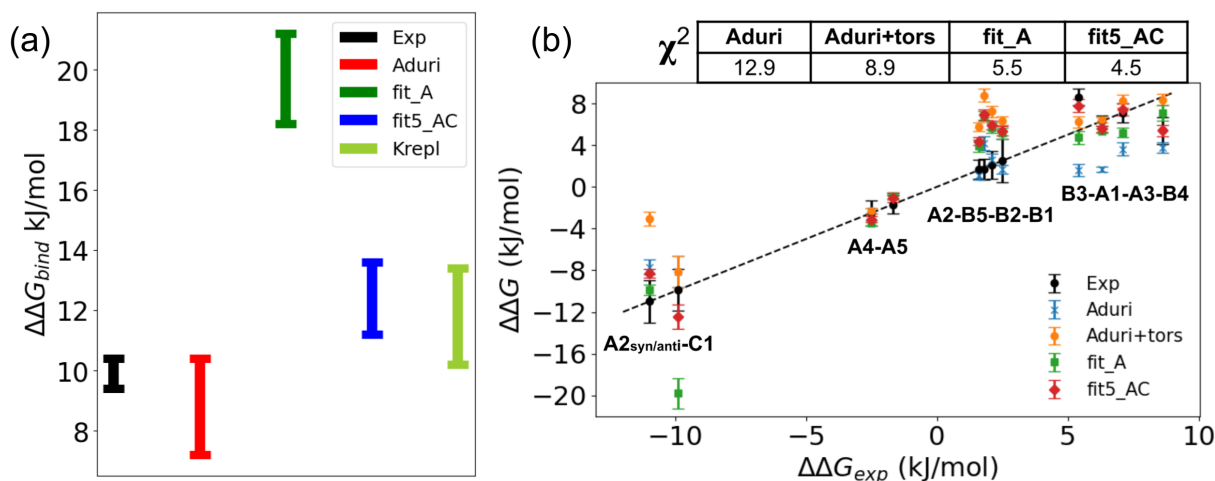 (a)
ΔΔG_bind kJ/mol
20
18
16
14
12
10
8
Exp
Aduri
fit_A
fit5_AC
Krepl
(b)
χ²
Aduri Aduri+tors fit_A fit5_AC
12.9 8.9 5.5 4.5
ΔΔG (kJ/mol)
8
4
0
−4
−8
−12
−16
−20
A2syn/anti-C1
A4-A5
A2-B5-B2-B1
B3-A1-A3-B4
Exp
Aduri
Aduri+tors
fit_A
fit5_AC
−10 −5 0 5 10
ΔΔG_exp (kJ/mol)